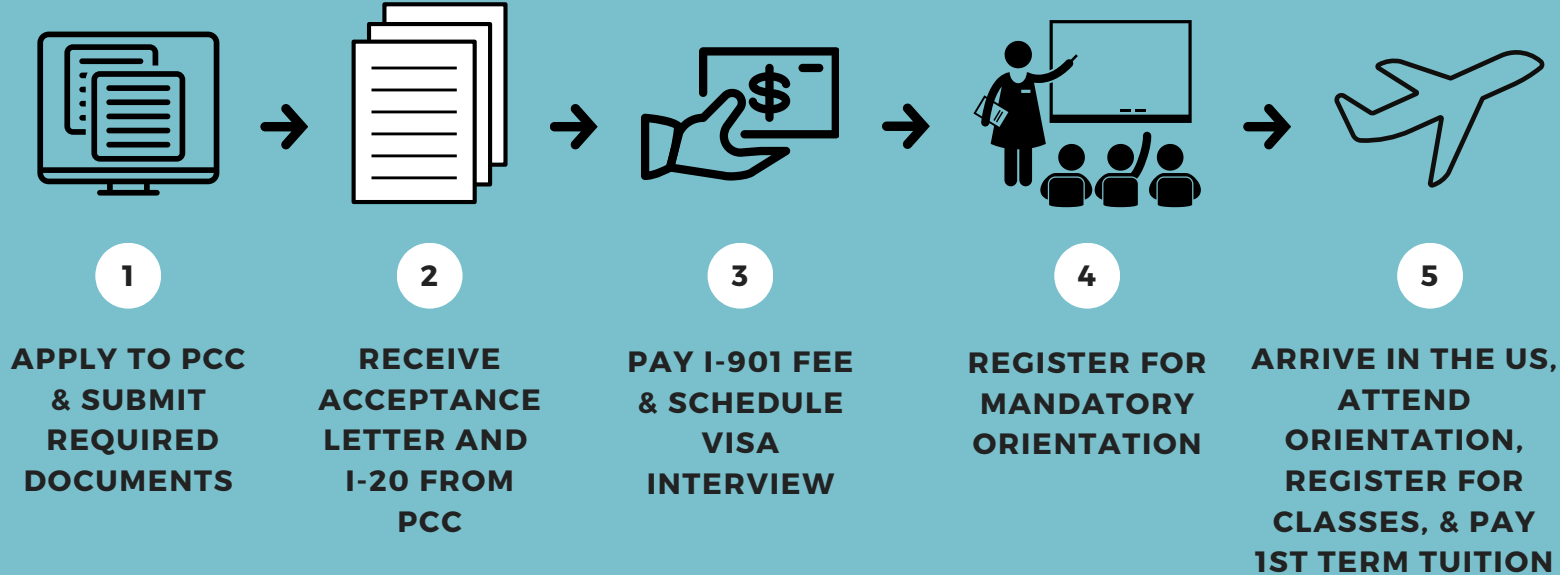 $
1
APPLY TO PCC
& SUBMIT
REQUIRED
DOCUMENTS
2
RECEIVE
ACCEPTANCE
LETTER AND
I-20 FROM
PCC
3
PAY I-901 FEE
& SCHEDULE
VISA
INTERVIEW
4
REGISTER FOR
MANDATORY
ORIENTATION
5
ARRIVE IN THE US,
ATTEND
ORIENTATION,
REGISTER FOR
CLASSES, & PAY
1ST TERM TUITION